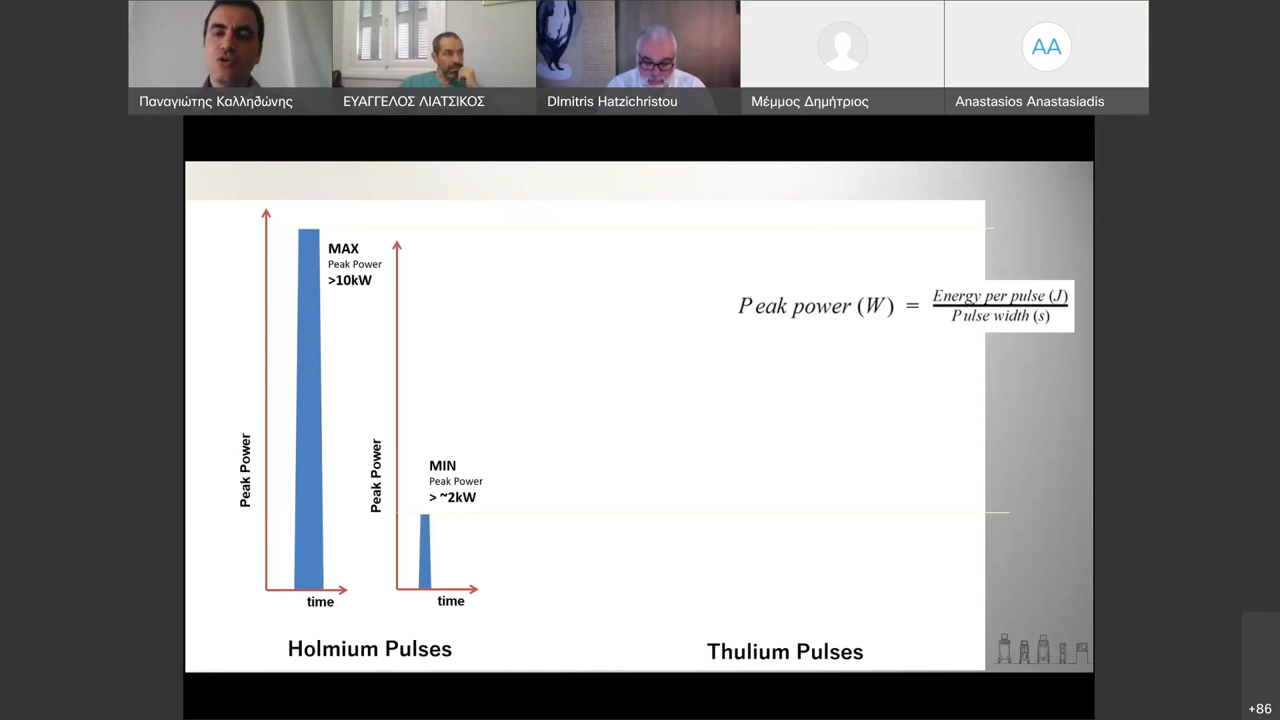 Παναγιώτης Καλληδώνης
ΕΥΑΓΓΕΛΟΣ ΛΙΑΤΣΙΚΟΣ
DImitris Hatzichristou
Μέμμος Δημήτριος
AA
Anastasios Anastasiadis
MAX
Peak Power
>10kW
Peak Power
time
MIN
Peak Power
> ~2kW
Peak Power
time
Peak power (W) = Energy per pulse (J)
Pulse width (s)
Holmium Pulses
Thulium Pulses
+86